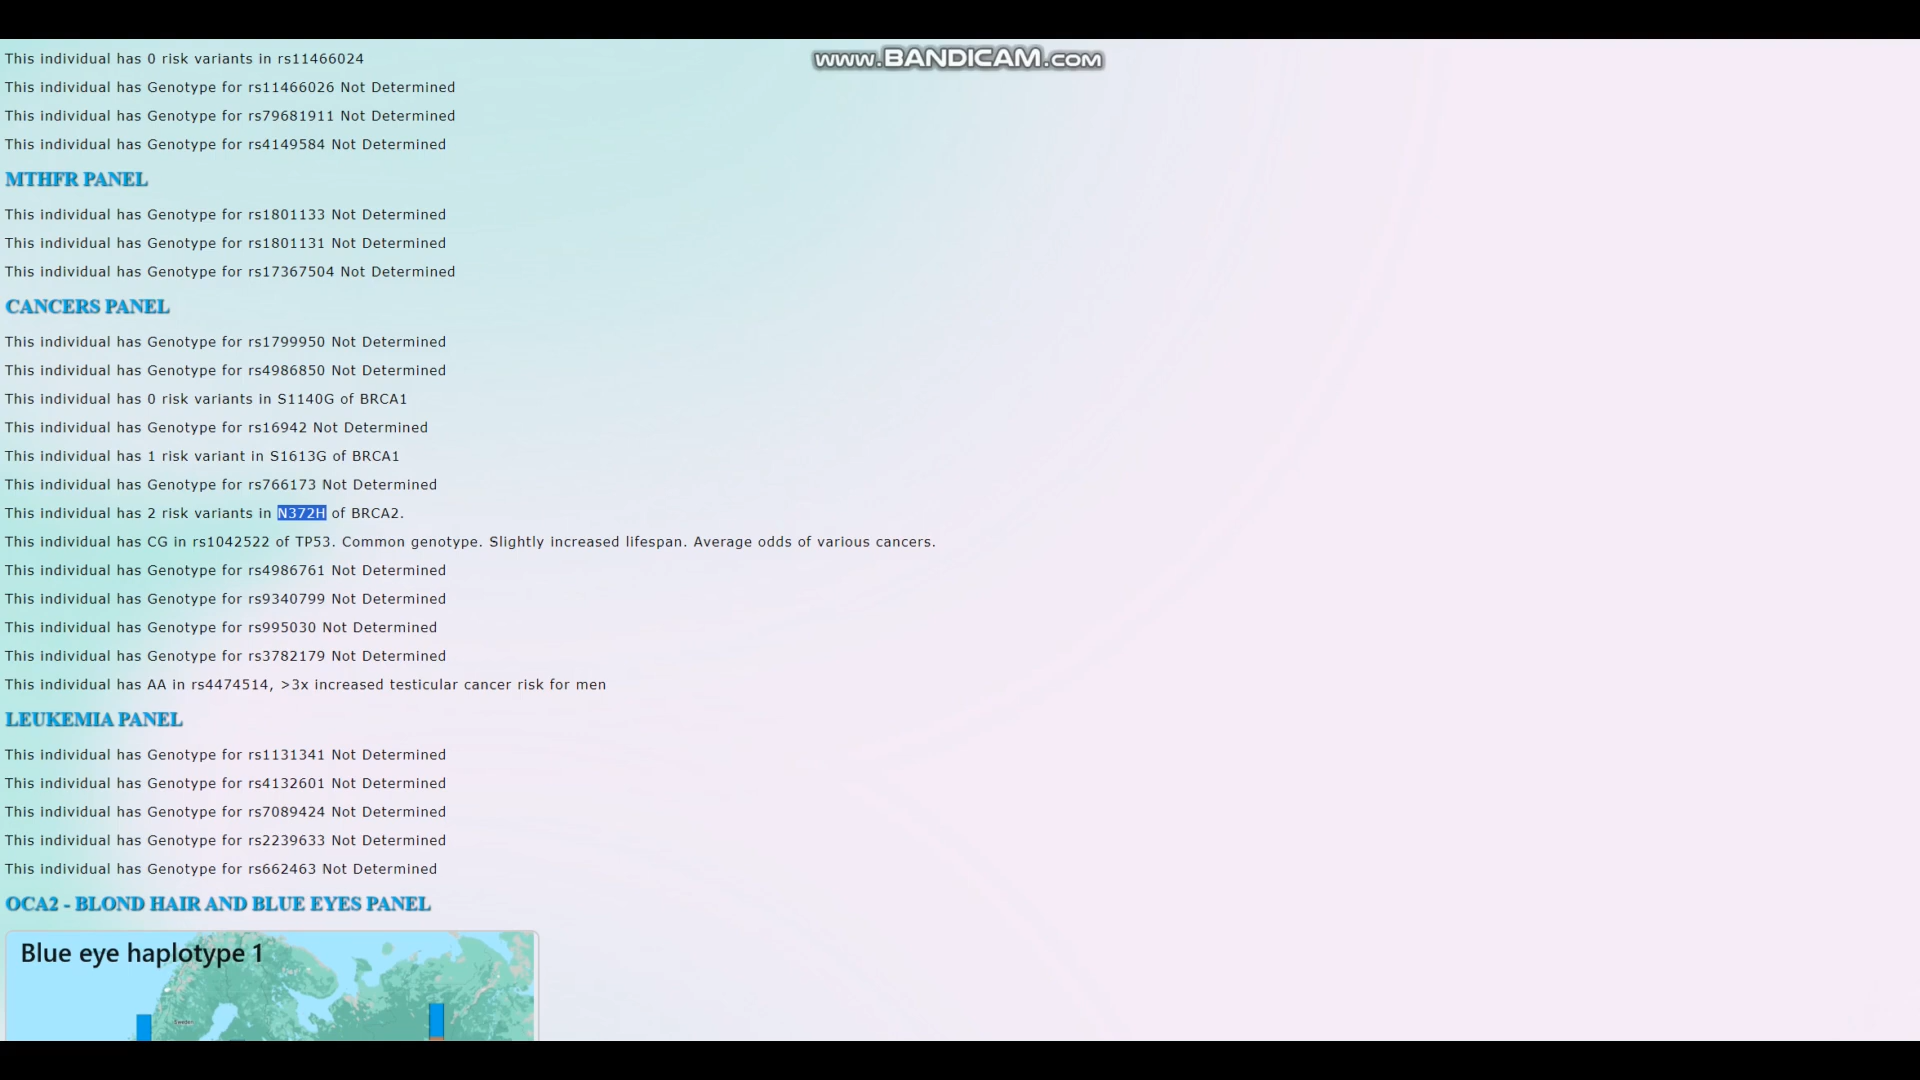 www.BANDICAM.com
This individual has 0 risk variants in rs11466024
This individual has Genotype for rs11466026 Not Determined
This individual has Genotype for rs79681911 Not Determined
This individual has Genotype for rs4149584 Not Determined
MTHFR PANEL
This individual has Genotype for rs1801133 Not Determined
This individual has Genotype for rs1801131 Not Determined
This individual has Genotype for rs17367504 Not Determined
CANCERS PANEL
This individual has Genotype for rs1799950 Not Determined
This individual has Genotype for rs4986850 Not Determined
This individual has 0 risk variants in S1140G of BRCA1
This individual has Genotype for rs16942 Not Determined
This individual has 1 risk variant in S1613G of BRCA1
This individual has Genotype for rs766173 Not Determined
This individual has 2 risk variants in N372H of BRCA2.
This individual has CG in rs1042522 of TP53. Common genotype. Slightly increased lifespan. Average odds of various cancers.
This individual has Genotype for rs4986761 Not Determined
This individual has Genotype for rs9340799 Not Determined
This individual has Genotype for rs995030 Not Determined
This individual has Genotype for rs3782179 Not Determined
This individual has AA in rs4474514, >3x increased testicular cancer risk for men
LEUKEMIA PANEL
This individual has Genotype for rs1131341 Not Determined
This individual has Genotype for rs4132601 Not Determined
This individual has Genotype for rs7089424 Not Determined
This individual has Genotype for rs2239633 Not Determined
This individual has Genotype for rs662463 Not Determined
OCA2 - BLOND HAIR AND BLUE EYES PANEL
Blue eye haplotype 1
Sweden